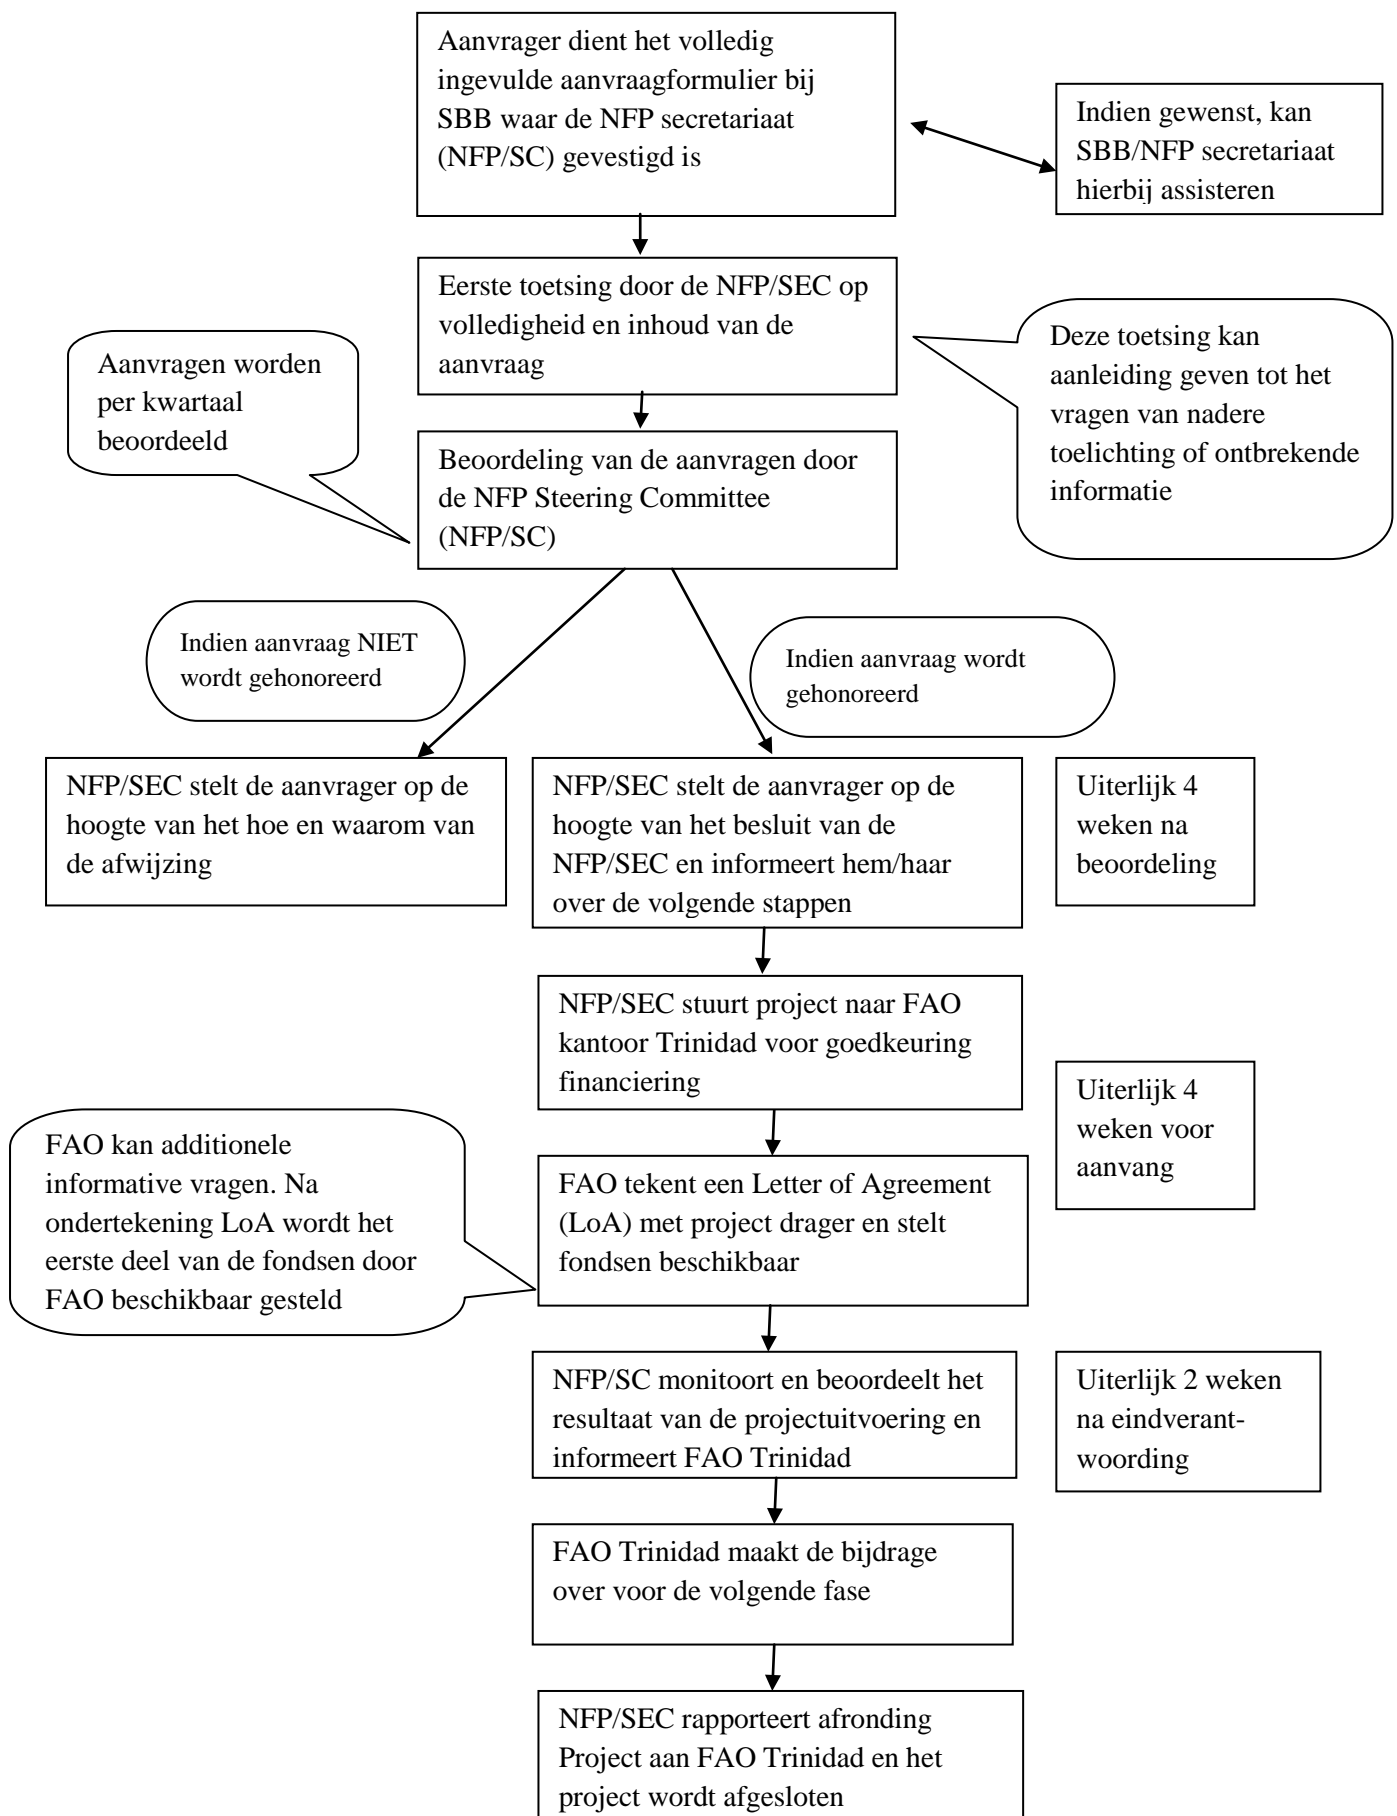 Aanvrager dient het volledig
ingevulde aanvraagformulier bij
SBB waar de NFP secretariaat
(NFP/SC) gevestigd is
Indien gewenst, kan
SBB/NFP secretariaat
hierbij assisteren
Eerste toetsing door de NFP/SEC op
volledigheid en inhoud van de
aanvraag
Deze toetsing kan
aanleiding geven tot het
vragen van nadere
toelichting of ontbrekende
informatie
Aanvragen worden
per kwartaal
beoordeeld
Beoordeling van de aanvragen door
de NFP Steering Committee
(NFP/SC)
Indien aanvraag NIET
wordt gehonoreerd
Indien aanvraag wordt
gehonoreerd
NFP/SEC stelt de aanvrager op de
hoogte van het hoe en waarom van
de afwijzing
NFP/SEC stelt de aanvrager op de
hoogte van het besluit van de
NFP/SEC en informeert hem/haar
over de volgende stappen
Uiterlijk 4
weken na
beoordeling
NFP/SEC stuurt project naar FAO
kantoor Trinidad voor goedkeuring
financiering
Uiterlijk 4
weken voor
aanvang
FAO kan additionele
informative vragen. Na
ondertekening LoA wordt het
eerste deel van de fondsen door
FAO beschikbaar gesteld
FAO tekent een Letter of Agreement
(LoA) met project drager en stelt
fondsen beschikbaar
NFP/SC monitoort en beoordeelt het
resultaat van de projectuitvoering en
informeert FAO Trinidad
Uiterlijk 2 weken
na eindverant-
woording
FAO Trinidad maakt de bijdrage
over voor de volgende fase
NFP/SEC rapporteert afronding
Project aan FAO Trinidad en het
project wordt afgesloten